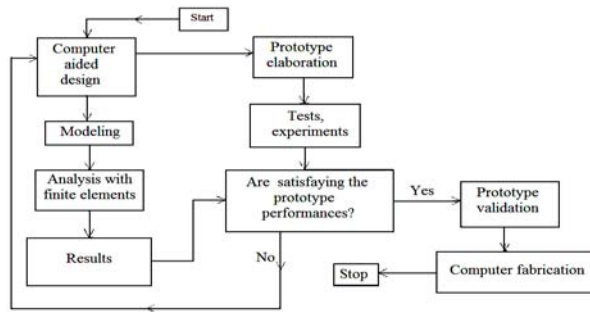 Start
Computer
aided
design
Prototype
elaboration
Modeling
Tests,
experiments
Analysis with
finite elements
Are satisfaying the
prototype
performances?
Yes
Prototype
validation
Results
No
Stop
Computer fabrication